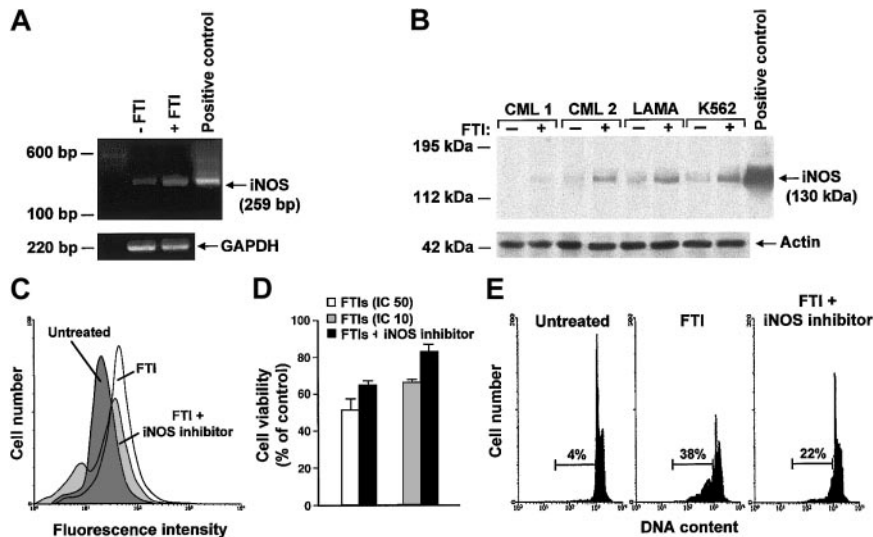 A
- FTI
+ FTI
Positive control
600 bp
100 bp
iNOS
(259 bp)
220 bp
GAPDH
B
CML 1
CML 2
LAMA
K562
Positive control
FTI:
– + – + – + – +
195 kDa
112 kDa
iNOS
(130 kDa)
42 kDa
Actin
C
Untreated
FTI
FTI +
iNOS inhibitor
Cell number
Fluorescence intensity
D
FTIs (IC 50)
FTIs (IC 10)
FTIs + iNOS inhibitor
100
80
60
40
20
0
Cell viability
(% of control)
E
Untreated
FTI
FTI +
iNOS inhibitor
4%
38%
22%
Cell number
DNA content